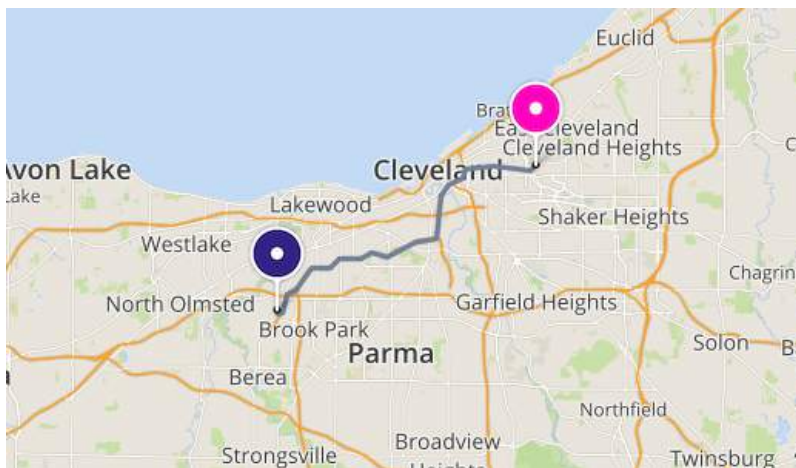 Euclid
Brat
East Cleveland
Cleveland Heights
Avon Lake
Lake
Cleveland
Lakewood
Shaker Heights
Westlake
Chagrin
North Olmsted
Garfield Heights
Brook Park
Parma
Solon
B
Berea
Northfield
Strongsville
Broadview
Heights
Twinsburg